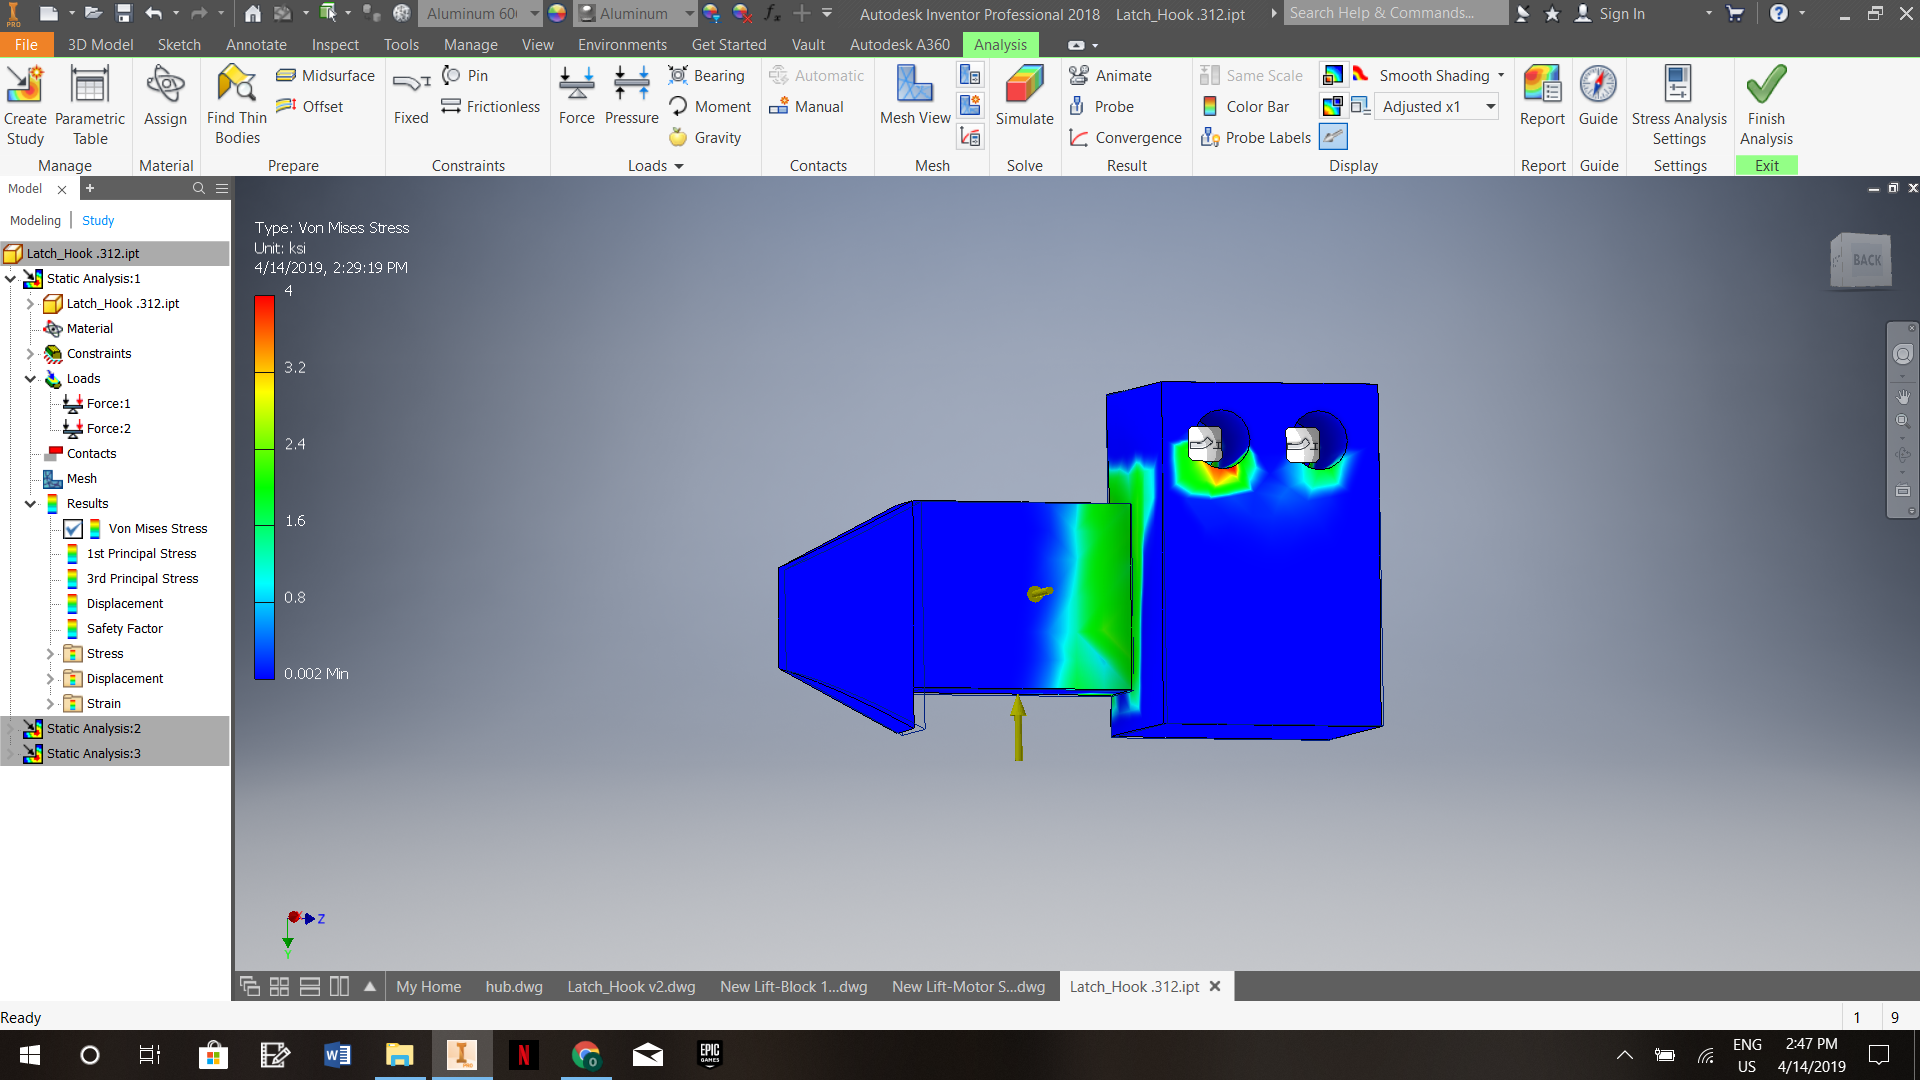 PRO
Aluminum 60
Aluminum
Autodesk Inventor Professional 2018 Latch_Hook .312.ipt
Search Help & Commands...
Sign In
File 3D Model Sketch Annotate Inspect Tools Manage View Environments Get Started Vault Autodesk A360 Analysis
Create Study
Parametric Table
Manage
Assign
Material
Find Thin Bodies
Midsurface
Offset
Prepare
Fixed
Pin
Frictionless
Constraints
Force
Pressure
Bearing
Moment
Gravity
Loads
Automatic
Manual
Contacts
Mesh View
Mesh
Simulate
Solve
Animate
Probe
Convergence
Result
Same Scale
Color Bar
Probe Labels
Smooth Shading
Adjusted x1
Display
Report
Report
Guide
Guide
Stress Analysis Settings
Settings
Finish Analysis
Exit
Model
Modeling Study
Latch_Hook .312.ipt
Static Analysis:1
Latch_Hook .312.ipt
Material
Constraints
Loads
Force:1
Force:2
Contacts
Mesh
Results
Von Mises Stress
1st Principal Stress
3rd Principal Stress
Displacement
Safety Factor
Stress
Displacement
Strain
Static Analysis:2
Static Analysis:3
Type: Von Mises Stress
Unit: ksi
4/14/2019, 2:29:19 PM
4
3.2
2.4
1.6
0.8
0.002 Min
BACK
Z
Y
My Home hub.dwg Latch_Hook v2.dwg New Lift-Block 1...dwg New Lift-Motor S...dwg Latch_Hook .312.ipt
Ready
1 9
EPIC GAMES
ENG
US
2:47 PM
4/14/2019